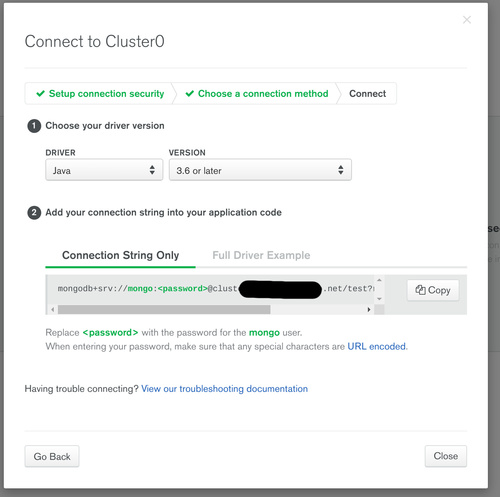 Connect to Cluster0
Setup connection security
Choose a connection method
Connect
1 Choose your driver version
DRIVER
VERSION
Java
3.6 or later
2 Add your connection string into your application code
Connection String Only
Full Driver Example
mongodb+srv://mongo:<password>@clust .net/test?r
Copy
Replace <password> with the password for the mongo user.
When entering your password, make sure that any special characters are URL encoded.
Having trouble connecting? View our troubleshooting documentation
Go Back
Close